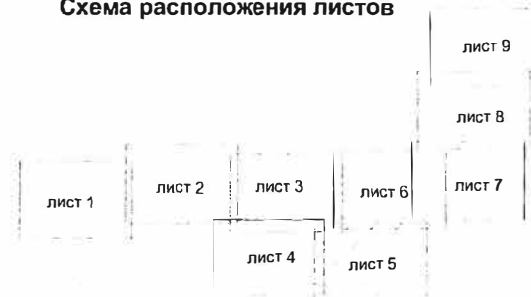 Схема расположения листов
лист 9
лист 8
лист 1
лист 2
лист 3
лист 6
лист 7
лист 4
лист 5